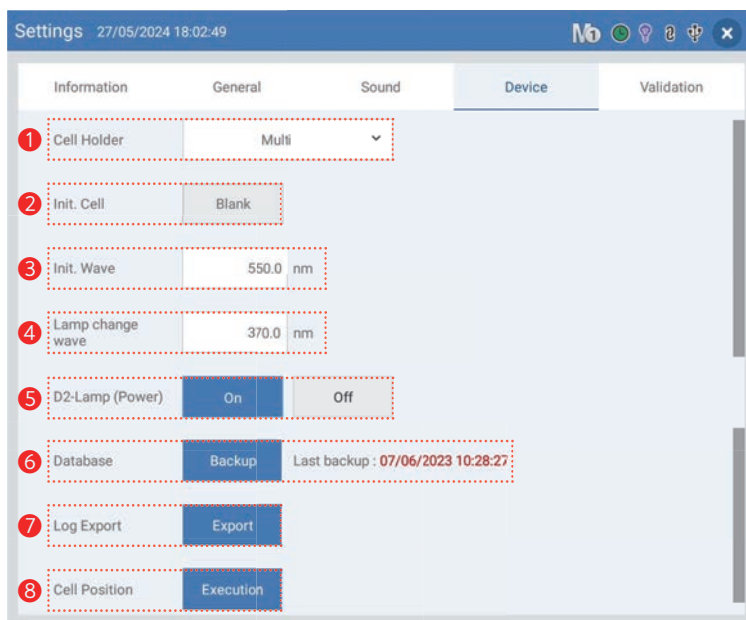 Settings 27/05/2024 18:02:49
Information General Sound Device Validation
1 Cell Holder Multi
2 Init. Cell Blank
3 Init. Wave 550.0 nm
4 Lamp change
wave 370.0 nm
5 D2-Lamp (Power) On Off
6 Database Backup Last backup : 07/06/2023 10:28:27
7 Log Export Export
8 Cell Position Execution